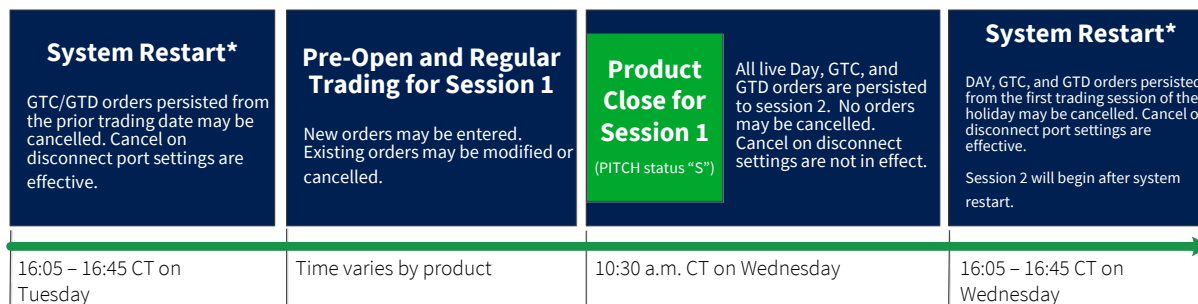 System Restart*
GTC/GTD orders persisted from
the prior trading date may be
cancelled. Cancel on
disconnect port settings are
effective.
Pre-Open and Regular
Trading for Session 1
New orders may be entered.
Existing orders may be modified or
cancelled.
Product
Close for
Session 1
(PITCH status “S”)
All live Day, GTC, and
GTD orders are persisted
to session 2. No orders
may be cancelled.
Cancel on disconnect
settings are not in effect.
System Restart*
DAY, GTC, and GTD orders persisted
from the first trading session of the
holiday may be cancelled. Cancel o
disconnect port settings are
effective.
Session 2 will begin after system
restart.
16:05 – 16:45 CT on
Tuesday
Time varies by product
10:30 a.m. CT on Wednesday
16:05 – 16:45 CT on
Wednesday